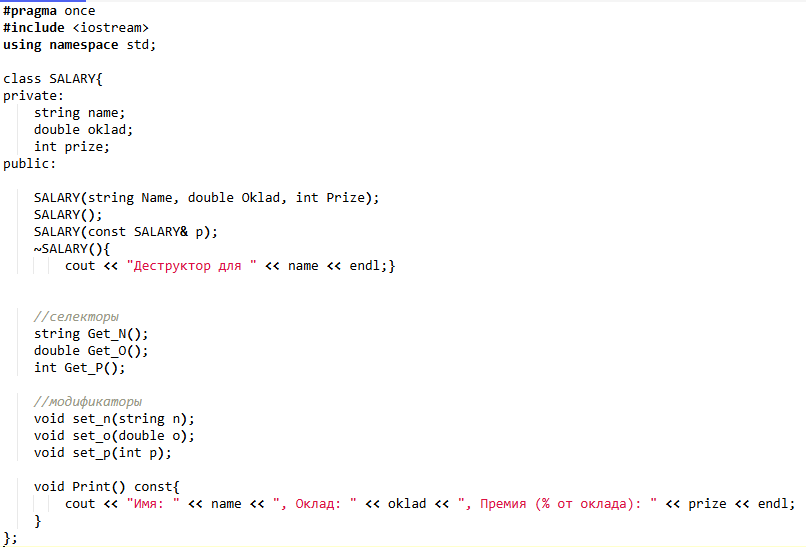 #pragma once
#include <iostream>
using namespace std;
class SALARY{
private:
string name;
double oklad;
int prize;
public:
SALARY(string Name, double Oklad, int Prize);
SALARY();
SALARY(const SALARY& p);
~SALARY(){
cout << "Деструктор для " << name << endl;}
//селекторы
string Get_N();
double Get_O();
int Get_P();
//модификаторы
void set_n(string n);
void set_o(double o);
void set_p(int p);
void Print() const{
cout << "Имя: " << name << ", Оклад: " << oklad << ", Премия (% от оклада): " << prize << endl;
}
};